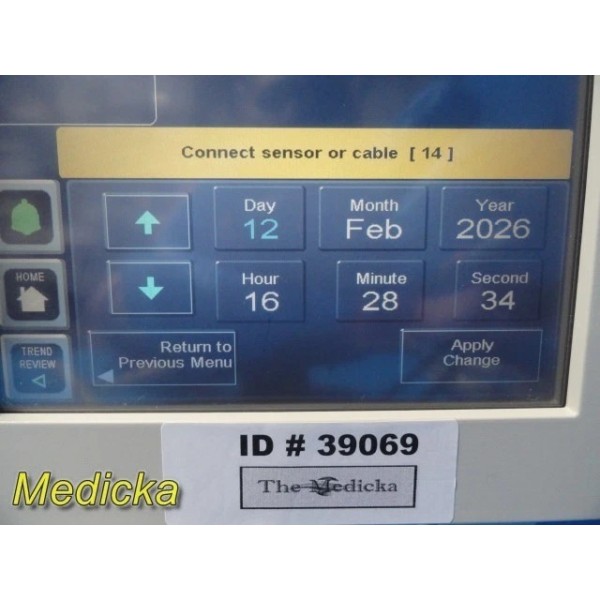 Connect sensor or cable [ 14 ]
Day
12
Month
Feb
Year
2026
HOME
Hour
16
Minute
28
Second
34
TREND
REVIEW
Return to
Previous Menu
Apply
Change
ID # 39069
The Medicka
Medicka